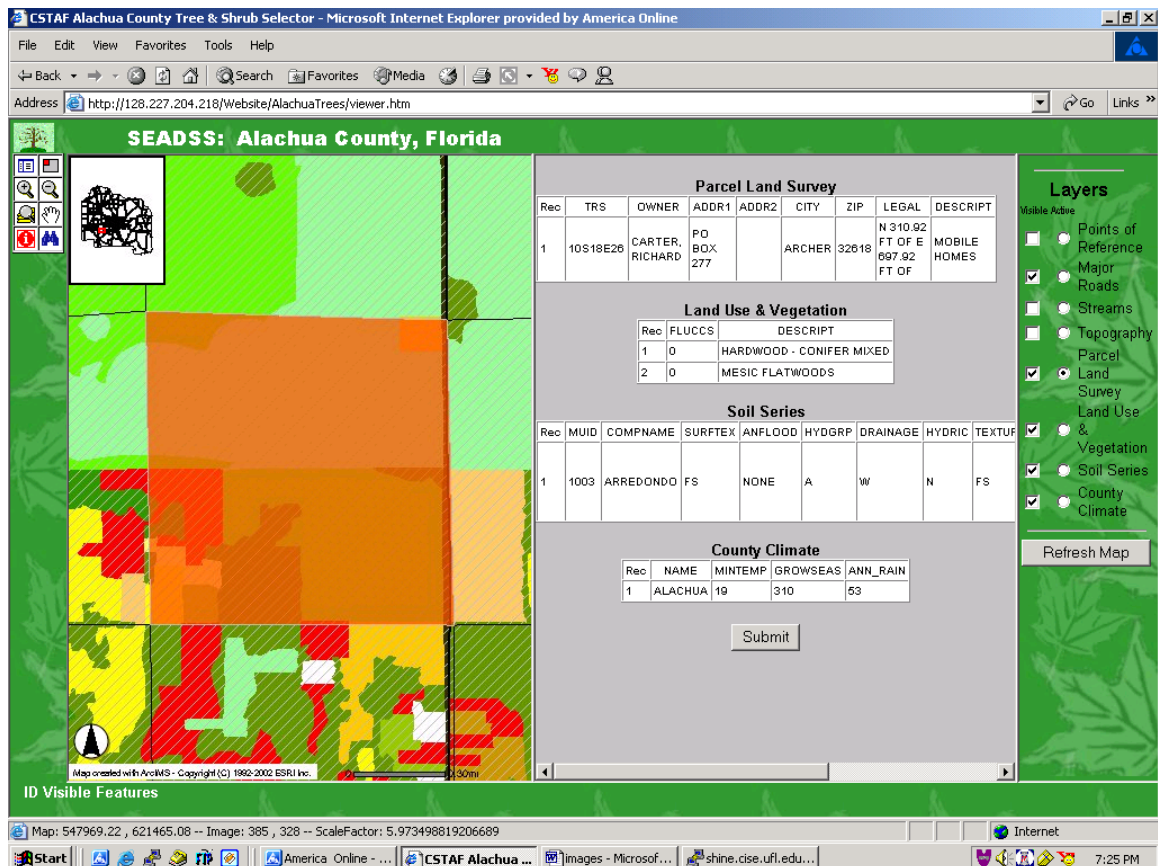 CSTAF Alachua County Tree & Shrub Selector - Microsoft Internet Explorer provided by America Online
File Edit View Favorites Tools Help
Back Search Favorites Media
Address http://128.227.204.218/Website/AlachuaTrees/viewer.htm Go Links »
SEADSS: Alachua County, Florida
Parcel Land Survey
Rec TRS OWNER ADDR1 ADDR2 CITY ZIP LEGAL DESCRIPT
1 10S18E26 CARTER, RICHARD PO BOX 277 ARCHER 32618 N 310.92 FT OF E 697.92 FT OF MOBILE HOMES
Land Use & Vegetation
Rec FLUCCS DESCRIPT
1 0 HARDWOOD - CONIFER MIXED
2 0 MESIC FLATWOODS
Soil Series
Rec MUID COMPNAME SURFTEX ANFLOOD HYDGRP DRAINAGE HYDRIC TEXTUR
1 1003 ARREDONDO FS NONE A W N FS
County Climate
Rec NAME MINTEMP GROWSEAS ANN_RAIN
1 ALACHUA 19 310 53
Submit
Layers
Visible Active
Points of Reference
Major Roads
Streams
Topography
Parcel Land Survey
Land Use & Vegetation
Soil Series
County Climate
Refresh Map
Map created with ArcIMS - Copyright (C) 1992-2002 ESRI Inc.
0 0.30mi
ID Visible Features
Map: 547969.22 , 621465.08 -- Image: 385 , 328 -- ScaleFactor: 5.973498819206689 Internet
Start America Online - ... CSTAF Alachua ... images - Microsof... shine.cise.ufl.edu... 7:25 PM